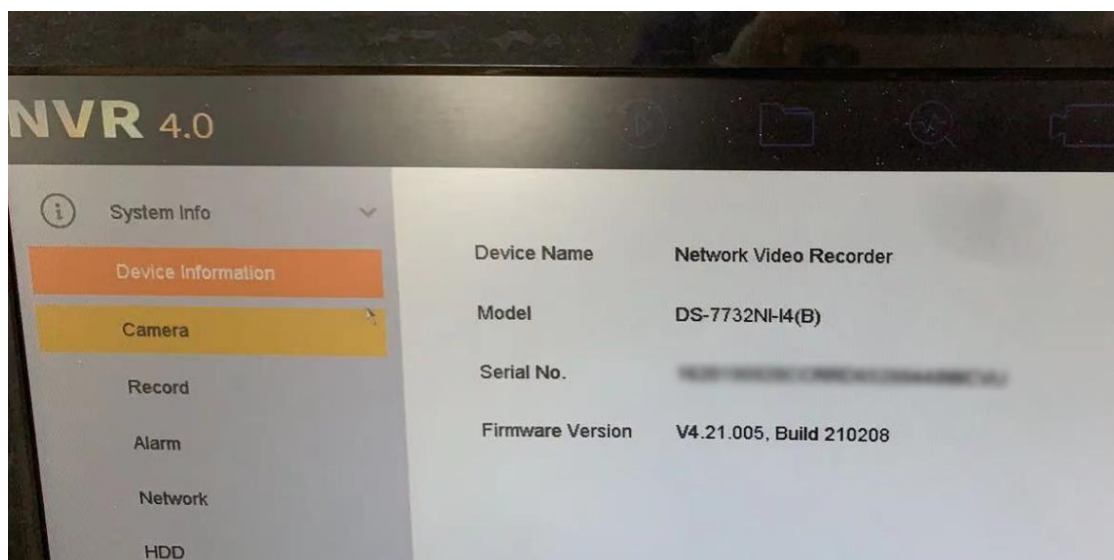 NVR 4.0
System Info
Device Information
Camera
Record
Alarm
Network
HDD
Device Name Network Video Recorder
Model DS-7732NI-I4(B)
Serial No.
Firmware Version V4.21.005, Build 210208